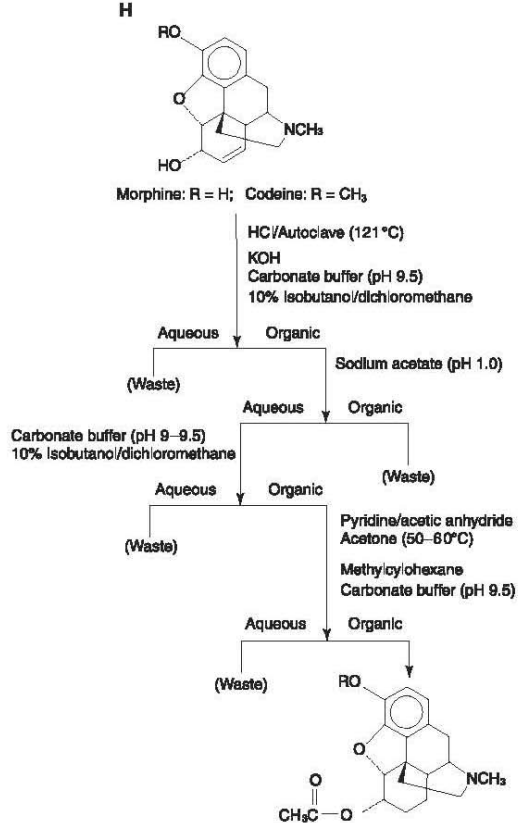 H
RO
O
NCH₃
HO
Morphine: R = H; Codeine: R = CH₃
HCl/Autoclave (121°C)
KOH
Carbonate buffer (pH 9.5)
10% Isobutanol/dichloromethane
Aqueous Organic
(Waste)
Sodium acetate (pH 1.0)
Aqueous Organic
Carbonate buffer (pH 9–9.5)
10% Isobutanol/dichloromethane
(Waste)
Aqueous Organic
(Waste)
Pyridine/acetic anhydride
Acetone (50–60°C)
Methylcylohexane
Carbonate buffer (pH 9.5)
Aqueous Organic
(Waste)
RO
O
NCH₃
O
CH₃C O